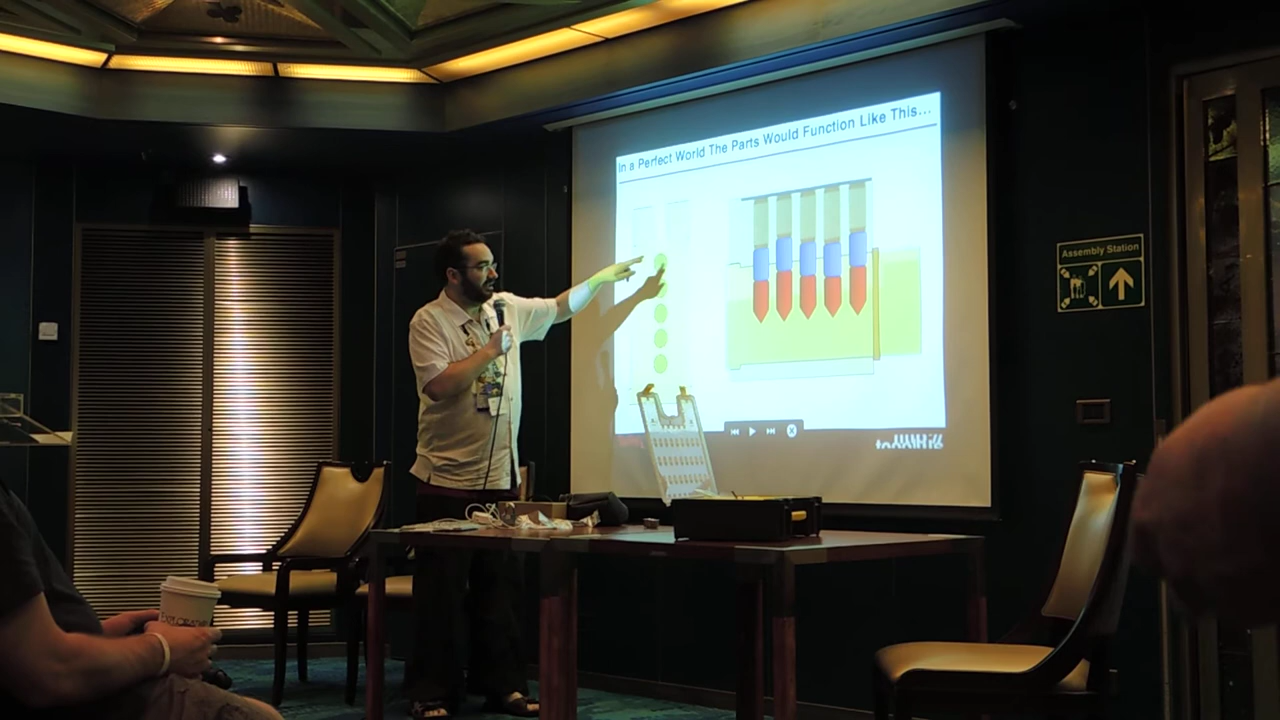 In a Perfect World The Parts Would Function Like This...
Assembly Station